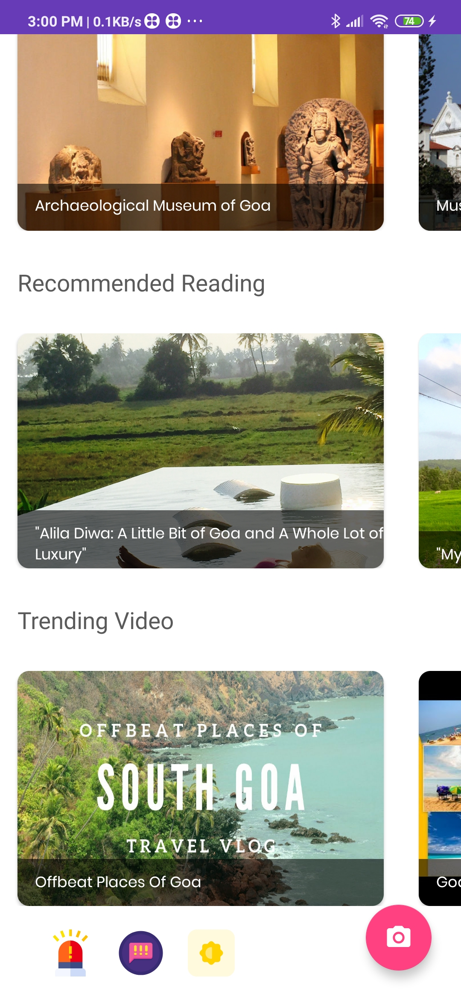 3:00 PM | 0.1KB/s ...
74
Archaeological Museum of Goa
Mus
Recommended Reading
"Alila Diwa: A Little Bit of Goa and A Whole Lot of
Luxury"
"My
Trending Video
OFFBEAT PLACES OF
SOUTH GOA
TRAVEL VLOG
Offbeat Places Of Goa
Goa